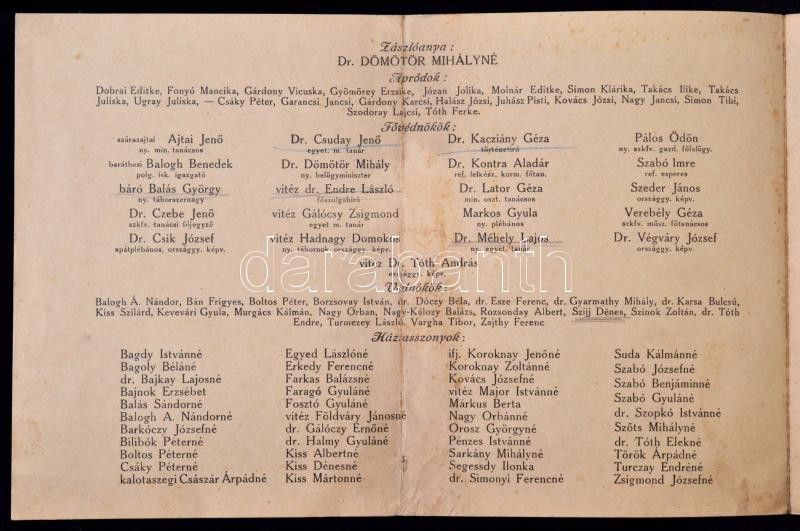 Zászlóanya :
Dr. DÖMÖTÖR MIHÁLYNÉ
Apródok :
Dobrai Editke, Fonyó Mancika, Gárdony Vicuska, Gyömörey Erzsike, Józan Jolika, Molnár Editke, Simon Klárika, Takács Ilike, Takács
Juliska, Ugray Juliska, — Csáky Péter, Garancsi Jancsi, Gárdony Karcsi, Halász Józsi, Juhász Pisti, Kovács Józsi, Nagy Jancsi, Simon Tibi,
Szodoray Lajcsi, Tóth Ferke.
Fővédnökök :
szárazajtai Ajtai Jenő
ny. min. tanácsos
baráthosi Balogh Benedek
polg. isk. igazgató
báró Balás György
ny. táborszernagy
Dr. Czebe Jenő
szkfv. tanácsi főjegyző
Dr. Csik József
spátplébános, országgy. képv.
Dr. Csuday Jenő
egyet. m. tanár
Dr. Dömötör Mihály
ny. belügyminiszter
vitéz dr. Endre László
főszolgabíró
vitéz Gálócsy Zsigmond
egyet m. tanár
vitéz Hadnagy Domokos
ny. tábornok, országgy. képv.
Dr. Kacziány Géza
történetíró
Dr. Kontra Aladár
ref. lelkész, korm. főtan.
Dr. Lator Géza
min. oszt. tanácsos
Markos Gyula
ny. plébános
Dr. Méhely Lajos
ny. egyet. tanár
Pálos Ödön
ny. szkfv. gazd. főfelügy.
Szabó Imre
ref. esperes
Szeder János
országgy. képv.
Verebély Géza
szkfv. műsz. főtanácsos
Dr. Végváry József
országgy. képv.
vitéz Dr. Tóth András
országgy. képv.
Védnökök :
Balogh Á. Nándor, Bán Frigyes, Boltos Péter, Borzsovay István, dr. Dóczy Béla, dr. Esze Ferenc, dr. Gyarmathy Mihály, dr. Karsa Bulcsú,
Kiss Szilárd, Kevevári Gyula, Murgács Kálmán, Nagy Orbán, Nagy-Kálozy Balázs, Rozsonday Albert, Szijj Dénes, Szinok Zoltán, dr. Tóth
Endre, Turmezey László, Vargha Tibor, Zajthy Ferenc
Háziasszonyok :
Bagdy Istvánné
Bagoly Béláné
dr. Bajkay Lajosné
Bajnok Erzsébet
Balás Sándorné
Balogh A. Nándorné
Barkóczy Józsefné
Bilibók Péterné
Boltos Péterné
Csáky Péterné
kalotaszegi Császár Árpádné
Egyed Lászlóné
Erkedy Ferencné
Farkas Balázsné
Faragó Gyuláné
Fosztó Gyuláné
vitéz Földváry Jánosné
dr. Gálóczy Ernőné
dr. Halmy Gyuláné
Kiss Albertné
Kiss Dénesné
Kiss Mártonné
ifj. Koroknay Jenőné
Koroknay Zoltánné
Kovács Józsefné
vitéz Major Istvánné
Márkus Berta
Nagy Orbánné
Orosz Györgyné
Pénzes Istvánné
Sarkány Mihályné
Segessdy Ilonka
dr. Simonyi Ferencné
Suda Kálmánné
Szabó Józsefné
Szabó Benjáminné
Szabó Gyuláné
dr. Szopkó Istvánné
Szőts Mihályné
dr. Tóth Elekné
Török Árpádné
Turczay Endréné
Zsigmond Józsefné
darabanth